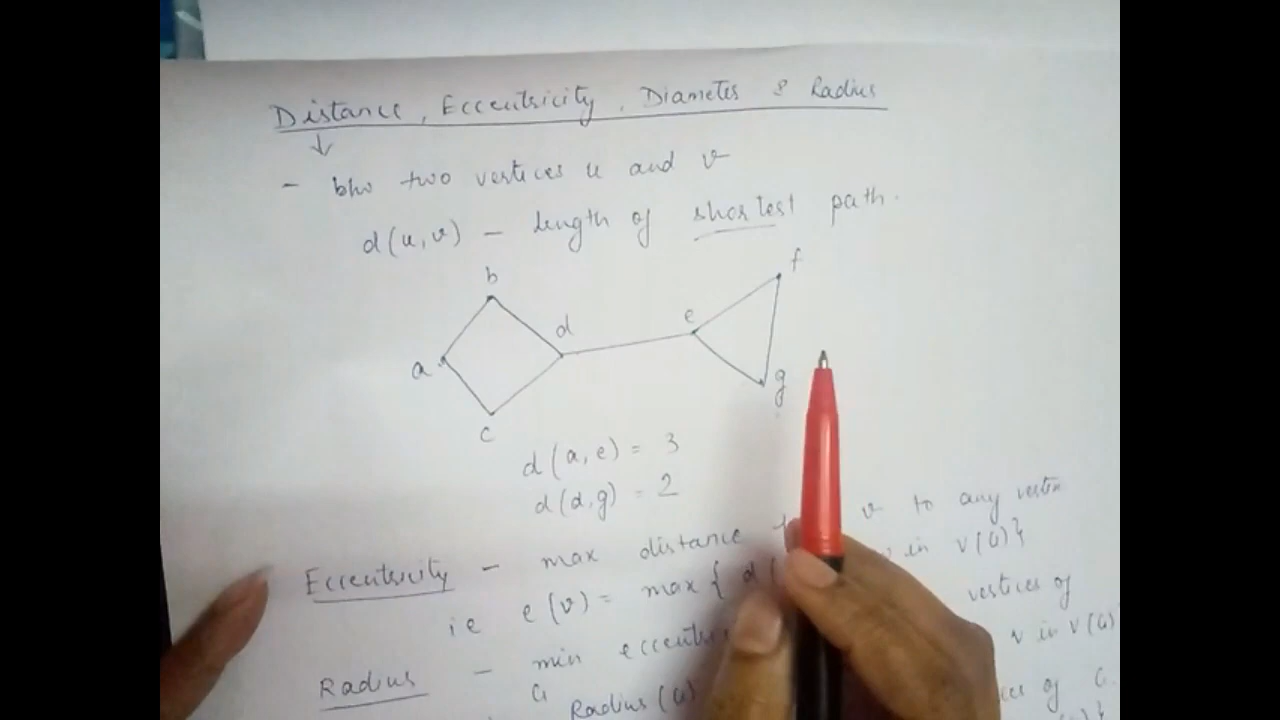 Distance, Eccentricity, Diameter & Radius
↓
- btw two vertices u and v
d(u,v) - length of shortest path.
b
f
d
e
a
g
c
d(a,e) = 3
d(d,g) = 2
Eccentricity - max distance v to any vertex
ie e(v) = max { d( in V(G)}
Radius - min eccentri vertices of
G Radius (G) v in V(G)
of G.